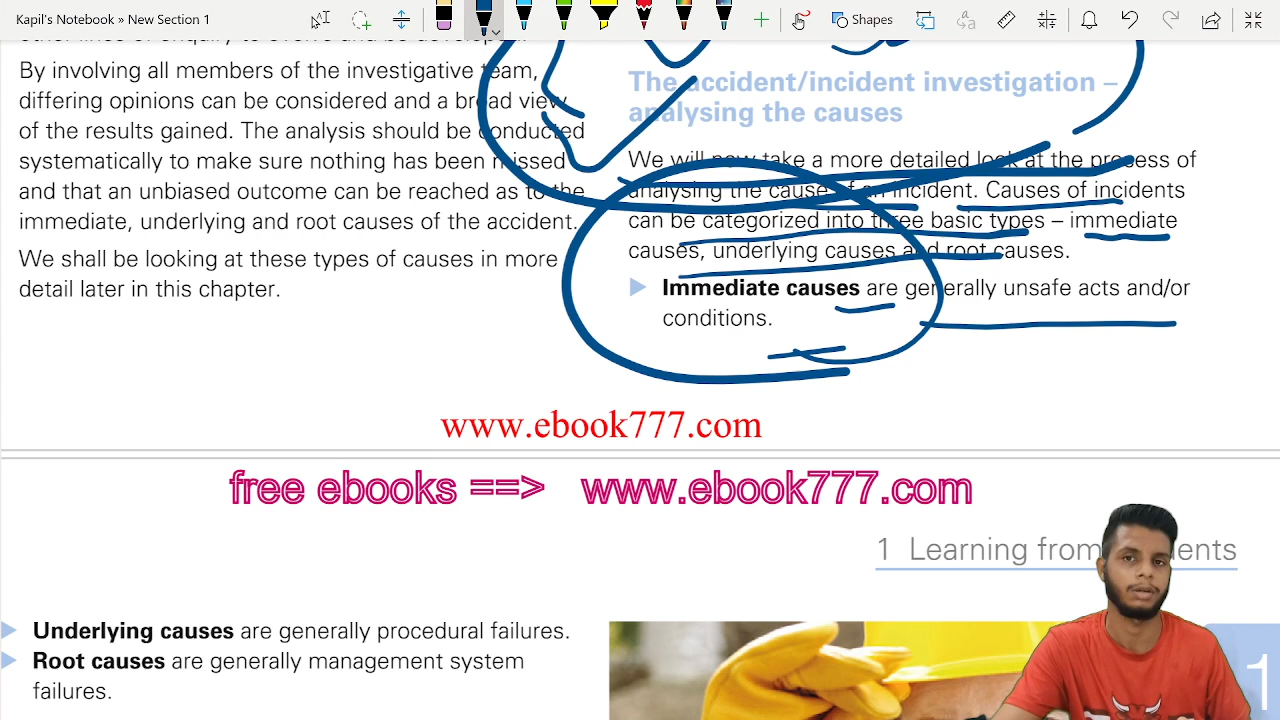 Kapil's Notebook » New Section 1
Shapes
By involving all members of the investigative team,
differing opinions can be considered and a broad view
of the results gained. The analysis should be conducted
systematically to make sure nothing has been missed
and that an unbiased outcome can be reached as to the
immediate, underlying and root causes of the accident.
We shall be looking at these types of causes in more
detail later in this chapter.
The accident/incident investigation –
analysing the causes
We will now take a more detailed look at the process of
analysing the cause of an incident. Causes of incidents
can be categorized into three basic types – immediate
causes, underlying causes and root causes.
▶ Immediate causes are generally unsafe acts and/or
conditions.
www.ebook777.com
free ebooks ==> www.ebook777.com
1 Learning from
▶ Underlying causes are generally procedural failures.
▶ Root causes are generally management system
failures.
1